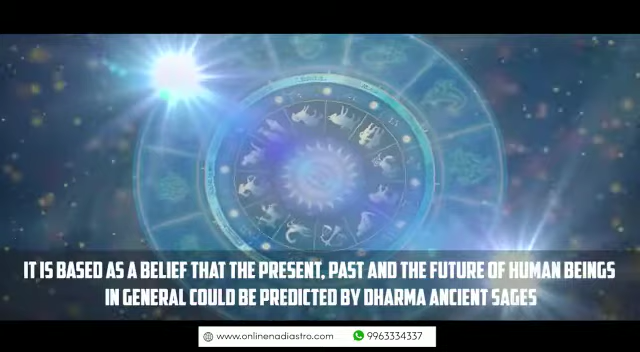 IT IS BASED AS A BELIEF THAT THE PRESENT, PAST AND THE FUTURE OF HUMAN BEINGS
IN GENERAL COULD BE PREDICTED BY DHARMA ANCIENT SAGES
www.onlinenadiastro.com 9963334337